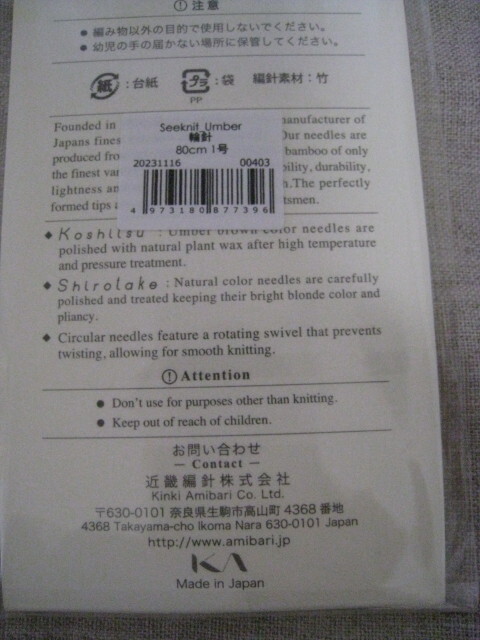 ① 注意
● 編み物以外の目的で使用しないでください。
● 幼児の手の届かない場所に保管してください。
紙 : 台紙 プラ : 袋 編針素材 : 竹
PP
Founded in
anufacturer of
Japans fines
Our needles are
produced fro
bamboo of only
the finest var
bility, durability,
lightness an
n.The perfectly
formed tips a
tsmen.
Seeknit_Umber
輪針
80cm 1号
20231116 00403
4 973180 877396
◆ Koshitsu : Umber brown color needles are
polished with natural plant wax after high temperature
and pressure treatment.
◆ Shirotake : Natural color needles are carefully
polished and treated keeping their bright blonde color and
pliancy.
◆ Circular needles feature a rotating swivel that prevents
twisting, allowing for smooth knitting.
! Attention
● Don't use for purposes other than knitting.
● Keep out of reach of children.
お問い合わせ
— Contact —
近畿編針株式会社
Kinki Amibari Co. Ltd.
〒630-0101 奈良県生駒市高山町 4368 番地
4368 Takayama-cho Ikoma Nara 630-0101 Japan
http://www.amibari.jp
KA
Made in Japan